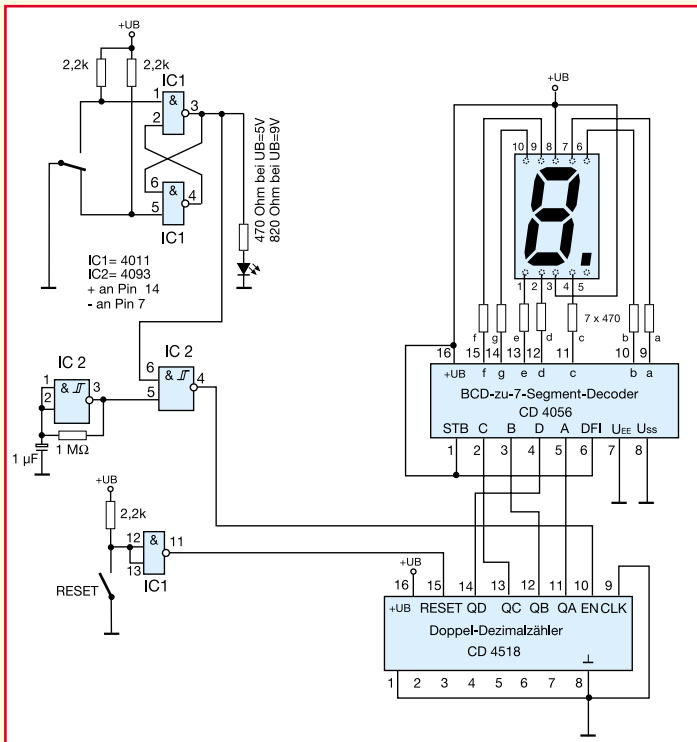 +UB
2,2k 2,2k
IC1
1 & 3
2
6 & 4
5
IC1
470 Ohm bei UB=5V
820 Ohm bei UB=9V
IC1= 4011
IC2= 4093
+ an Pin 14
- an Pin 7
IC 2
1 & 3
2
1 MΩ
1 µF
IC 2
6 & 4
5
+UB
2,2k
12 & 11
13
IC1
RESET
+UB
10 9 8 7 6
8.
1 2 3 4 5
7 x 470
f g e d c b a
16 15 14 13 12 11 10 9
+UB f g e d c b a
BCD-zu-7-Segment-Decoder
CD 4056
STB C B D A DFI UEE USS
1 2 3 4 5 6 7 8
+UB
16 15 14 13 12 11 10 9
+UB RESET QD QC QB QA EN CLK
Doppel-Dezimalzähler
CD 4518
⊥
1 2 3 4 5 6 7 8